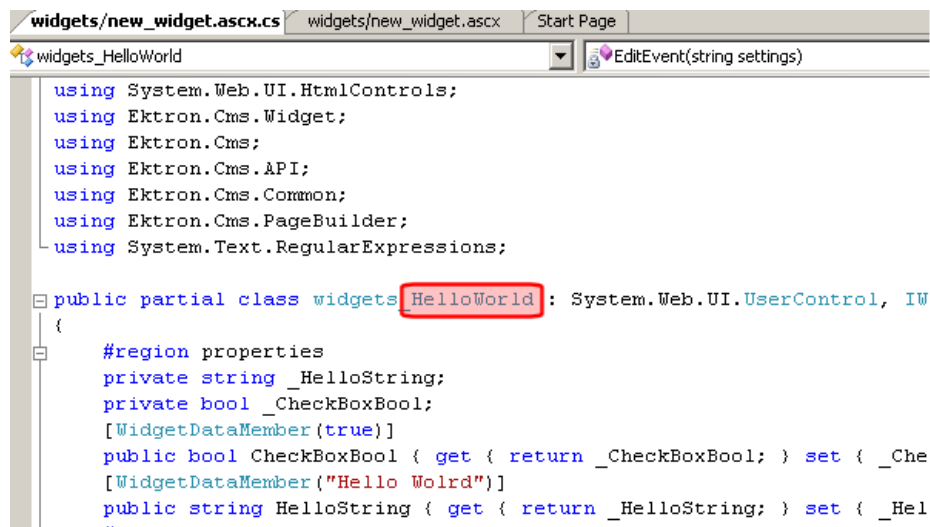 widgets/new_widget.ascx.cs widgets/new_widget.ascx Start Page
widgets_HelloWorld EditEvent(string settings)
using System.Web.UI.HtmlControls;
using Ektron.Cms.Widget;
using Ektron.Cms;
using Ektron.Cms.API;
using Ektron.Cms.Common;
using Ektron.Cms.PageBuilder;
using System.Text.RegularExpressions;
public partial class widgets_HelloWorld : System.Web.UI.UserControl, IW
{
#region properties
private string _HelloString;
private bool _CheckBoxBool;
[WidgetDataMember(true)]
public bool CheckBoxBool { get { return _CheckBoxBool; } set { _Che
[WidgetDataMember("Hello Wolrd")]
public string HelloString { get { return _HelloString; } set { _Hel